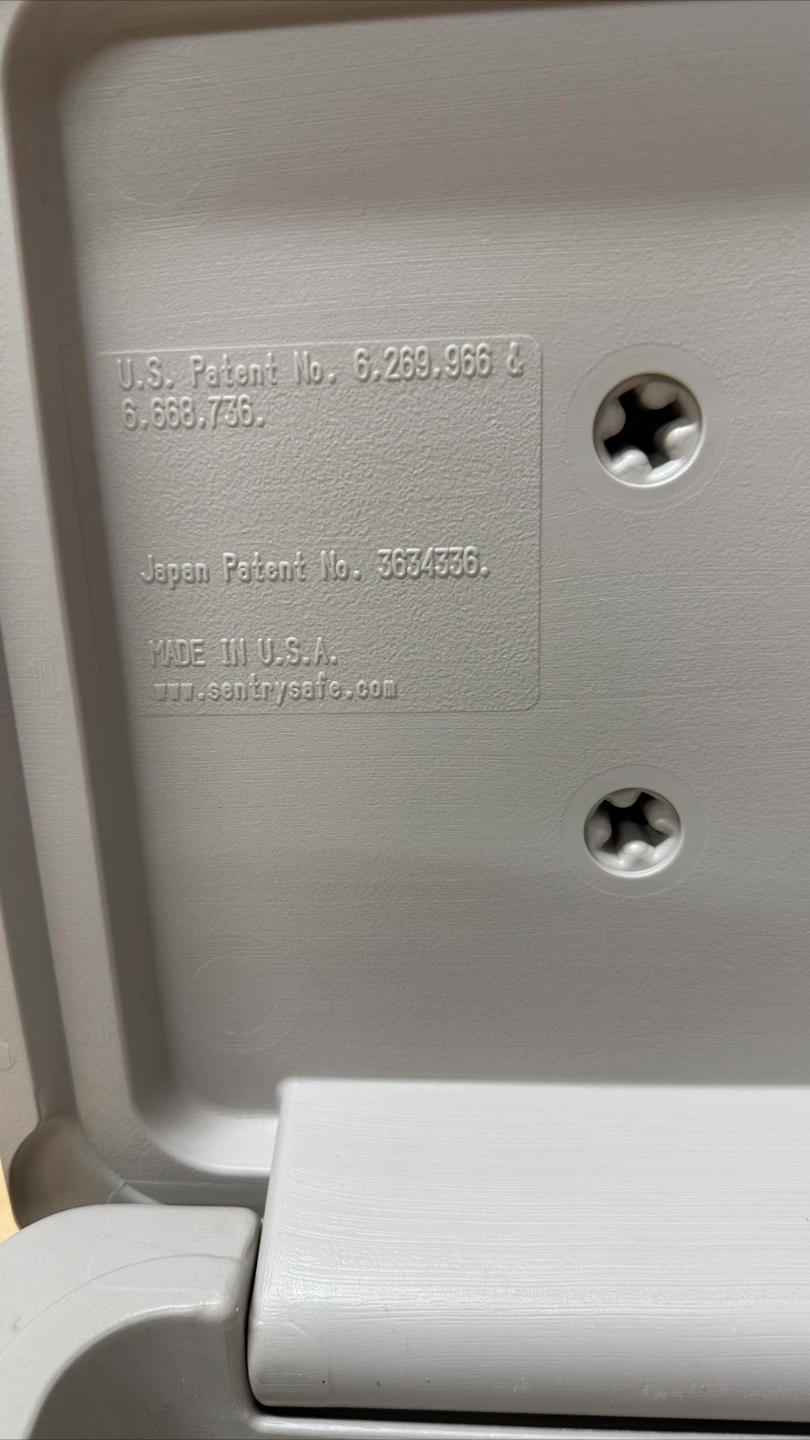 U.S. Patent No. 6.269.966 &
6.668.736.
Japan Patent No. 3634336.
MADE IN U.S.A.
www.sentrysafe.com